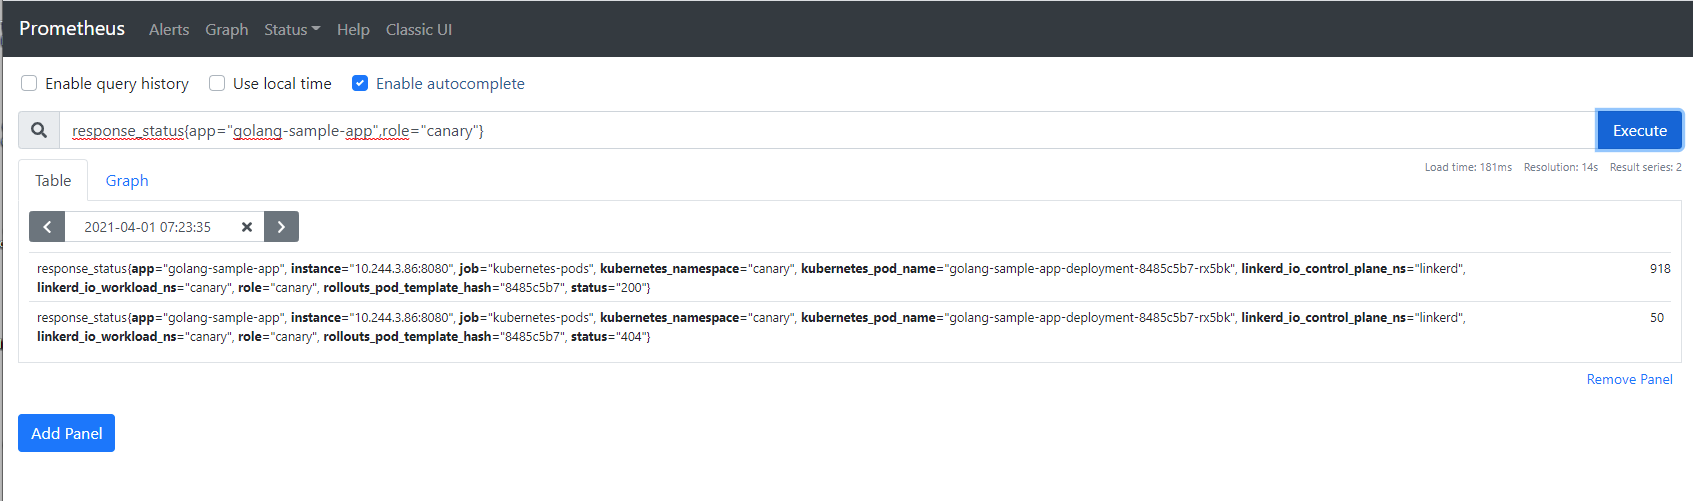 Prometheus Alerts Graph Status Help Classic UI
Enable query history Use local time Enable autocomplete
response_status{app="golang-sample-app",role="canary"} Execute
Load time: 181ms Resolution: 14s Result series: 2
Table Graph
2021-04-01 07:23:35
response_status{app="golang-sample-app", instance="10.244.3.86:8080", job="kubernetes-pods", kubernetes_namespace="canary", kubernetes_pod_name="golang-sample-app-deployment-8485c5b7-rx5bk", linkerd_io_control_plane_ns="linkerd", 918
linkerd_io_workload_ns="canary", role="canary", rollouts_pod_template_hash="8485c5b7", status="200"}
response_status{app="golang-sample-app", instance="10.244.3.86:8080", job="kubernetes-pods", kubernetes_namespace="canary", kubernetes_pod_name="golang-sample-app-deployment-8485c5b7-rx5bk", linkerd_io_control_plane_ns="linkerd", 50
linkerd_io_workload_ns="canary", role="canary", rollouts_pod_template_hash="8485c5b7", status="404"}
Remove Panel
Add Panel